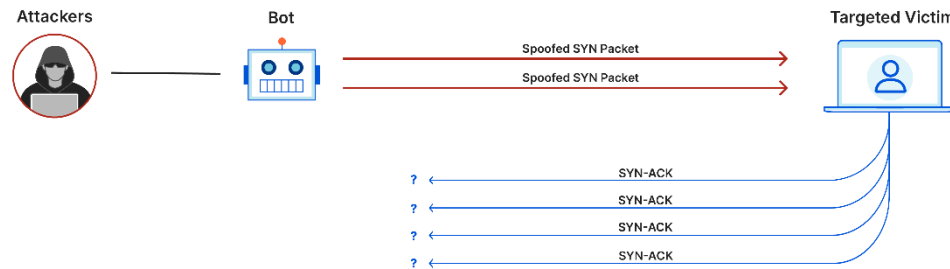 Attackers
Bot
Targeted Victim
Spoofed SYN Packet
Spoofed SYN Packet
? SYN-ACK
? SYN-ACK
? SYN-ACK
? SYN-ACK